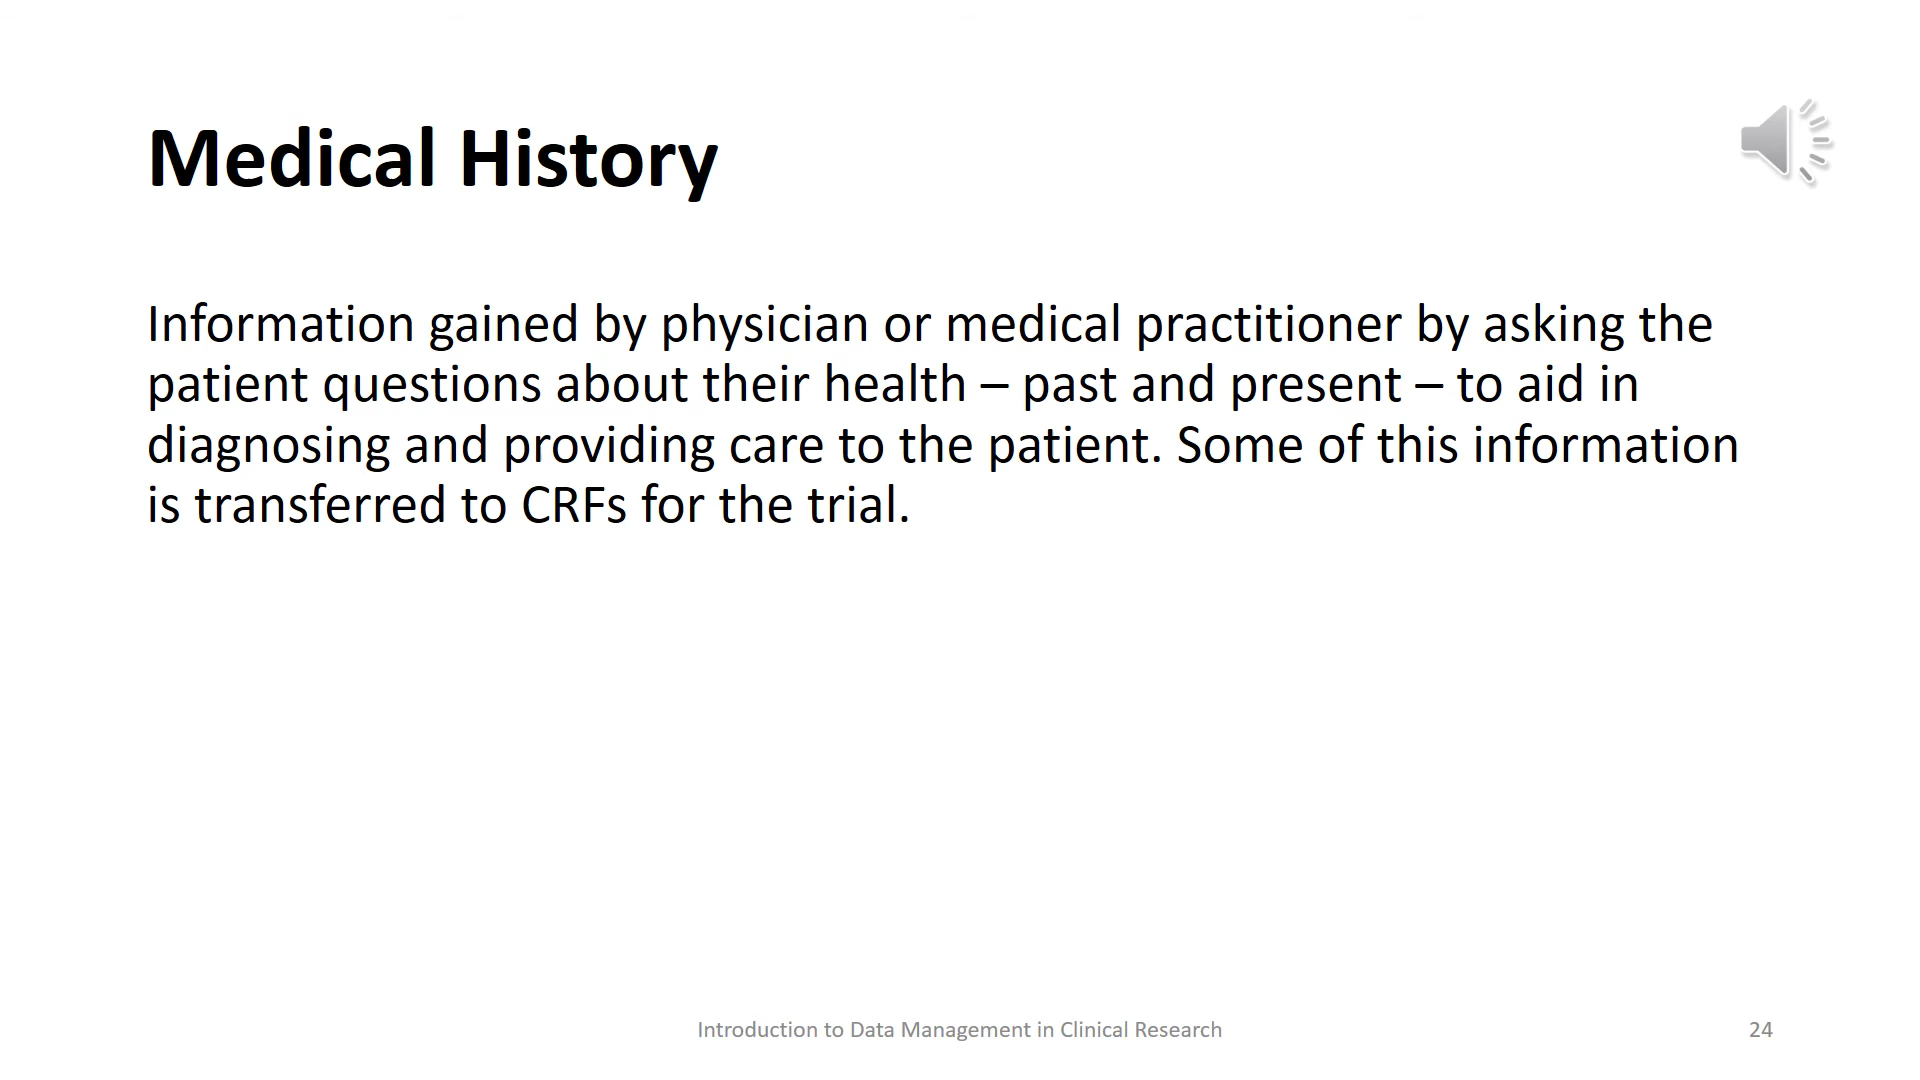 Medical History
Information gained by physician or medical practitioner by asking the
patient questions about their health – past and present – to aid in
diagnosing and providing care to the patient. Some of this information
is transferred to CRFs for the trial.
Introduction to Data Management in Clinical Research
24